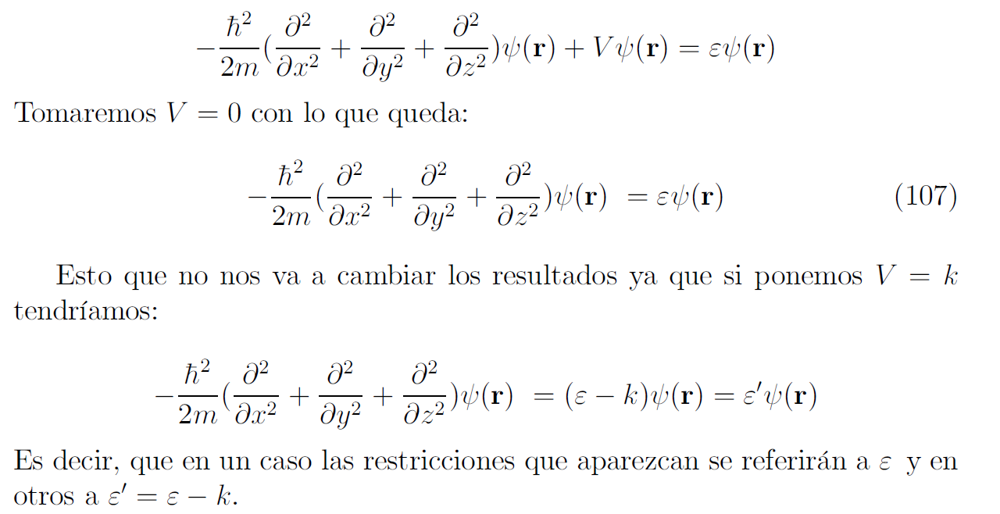 $-\frac{\hbar^2}{2m}(\frac{\partial^2}{\partial x^2} + \frac{\partial^2}{\partial y^2} + \frac{\partial^2}{\partial z^2})\psi(\mathbf{r}) + V\psi(\mathbf{r}) = \varepsilon\psi(\mathbf{r})$
Tomaremos $V = 0$ con lo que queda:
$-\frac{\hbar^2}{2m}(\frac{\partial^2}{\partial x^2} + \frac{\partial^2}{\partial y^2} + \frac{\partial^2}{\partial z^2})\psi(\mathbf{r}) \ = \varepsilon\psi(\mathbf{r})$ (107)
Esto que no nos va a cambiar los resultados ya que si ponemos $V = k$
tendríamos:
$-\frac{\hbar^2}{2m}(\frac{\partial^2}{\partial x^2} + \frac{\partial^2}{\partial y^2} + \frac{\partial^2}{\partial z^2})\psi(\mathbf{r}) \ = (\varepsilon - k)\psi(\mathbf{r}) = \varepsilon'\psi(\mathbf{r})$
Es decir, que en un caso las restricciones que aparezcan se referirán a $\varepsilon$ y en
otros a $\varepsilon' = \varepsilon - k$.